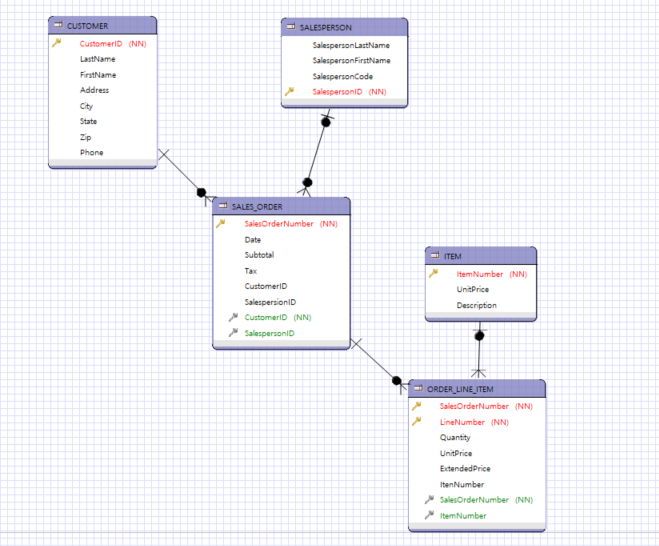 CUSTOMER
CustomerID (NN)
LastName
FirstName
Address
City
State
Zip
Phone
SALESPERSON
SalespersonLastName
SalespersonFirstName
SalespersonCode
SalespersonID (NN)
SALES_ORDER
SalesOrderNumber (NN)
Date
Subtotal
Tax
CustomerID
SalespersionID
CustomerID (NN)
SalespersonID
ITEM
ItemNumber (NN)
UnitPrice
Description
ORDER_LINE_ITEM
SalesOrderNumber (NN)
LineNumber (NN)
Quantity
UnitPrice
ExtendedPrice
ItenNumber
SalesOrderNumber (NN)
ItemNumber